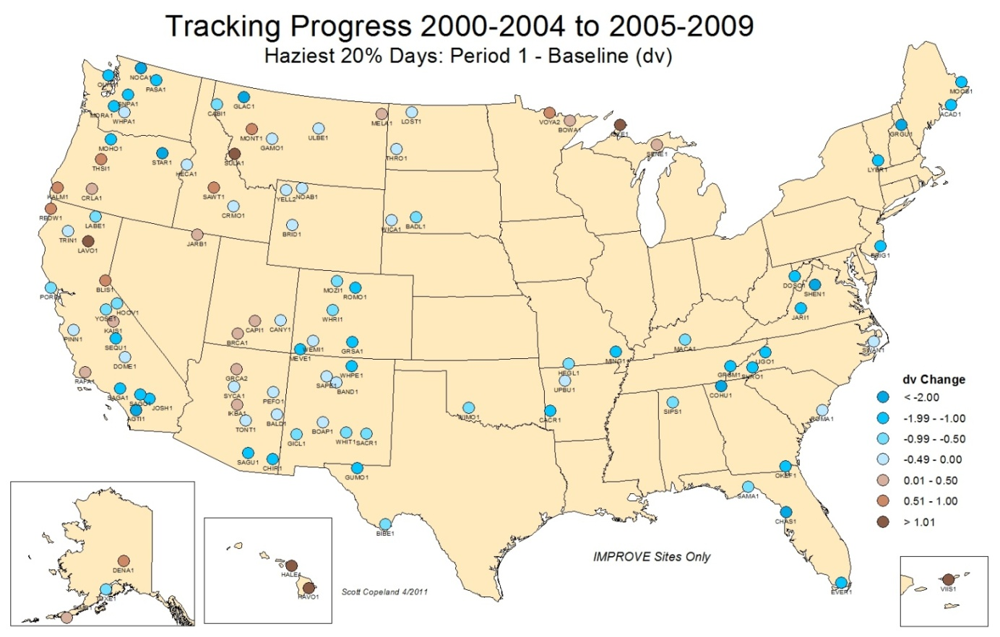 Tracking Progress 2000-2004 to 2005-2009
Haziest 20% Days: Period 1 - Baseline (dv)
NOCA1
OLYM1
PASA1
SNPA1
MORA1
WHPA1
MOHO1
STAR1
THSI1
HECA1
KALM1
CRLA1
REDW1
LABE1
TRIN1
LAVO1
CABI1
GLAC1
MONT1
GAMO1
ULBE1
SULA1
SAWT1
CRMO1
JARB1
MELA1
LOST1
THRO1
YELL2
NOAB1
BRID1
WICA1
BADL1
VOYA2
BOWA1
ISLE1
SENE1
MOOS1
ACAD1
GRGU1
LYBR1
BRIG1
BLIS1
PORE1
HOOV1
YOSE1
KAIS1
PINN1
SEQU1
DOME1
RAFA1
SAGA1
SAGO1
JOSH1
AGTI1
MOZI1
ROMO1
WHRI1
CAPI1
CANY1
BRCA1
WEMI1
MEVE1
GRSA1
GRCA2
SYCA1
IKBA1
TONT1
PEFO1
BALD1
SAPE1
BAND1
WHPE1
GICL1
BOAP1
WHIT1
SACR1
SAGU1
CHIR1
GUMO1
BIBE1
WIMO1
HEGL1
UPBU1
CACR1
MING1
MACA1
DOSO1
SHEN1
JARI1
SWAN1
LIGO1
GRSM1
SHRO1
COHU1
SIPS1
ROMA1
OKEF1
SAMA1
CHAS1
EVER1
dv Change
< -2.00
-1.99 - -1.00
-0.99 - -0.50
-0.49 - 0.00
0.01 - 0.50
0.51 - 1.00
> 1.01
DENA1
TUXE1
SIME1
HALE1
HAVO1
Scott Copeland 4/2011
IMPROVE Sites Only
VIIS1